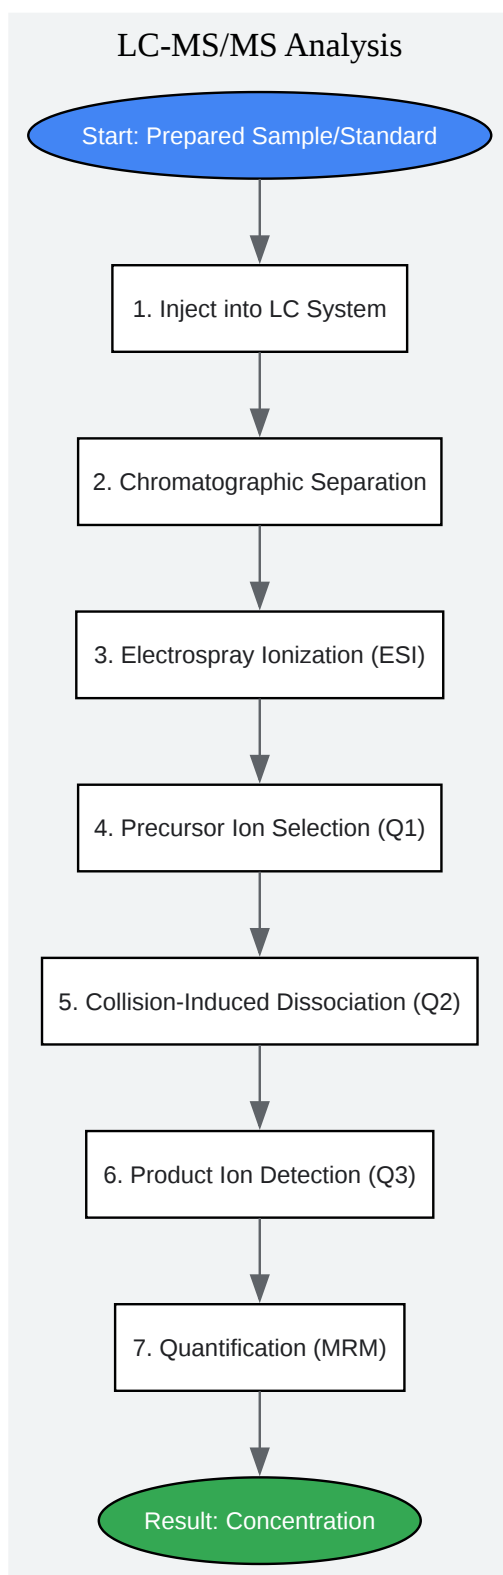 LC-MS/MS Analysis
Start: Prepared Sample/Standard
1. Inject into LC System
2. Chromatographic Separation
3. Electrospray Ionization (ESI)
4. Precursor Ion Selection (Q1)
5. Collision-Induced Dissociation (Q2)
6. Product Ion Detection (Q3)
7. Quantification (MRM)
Result: Concentration